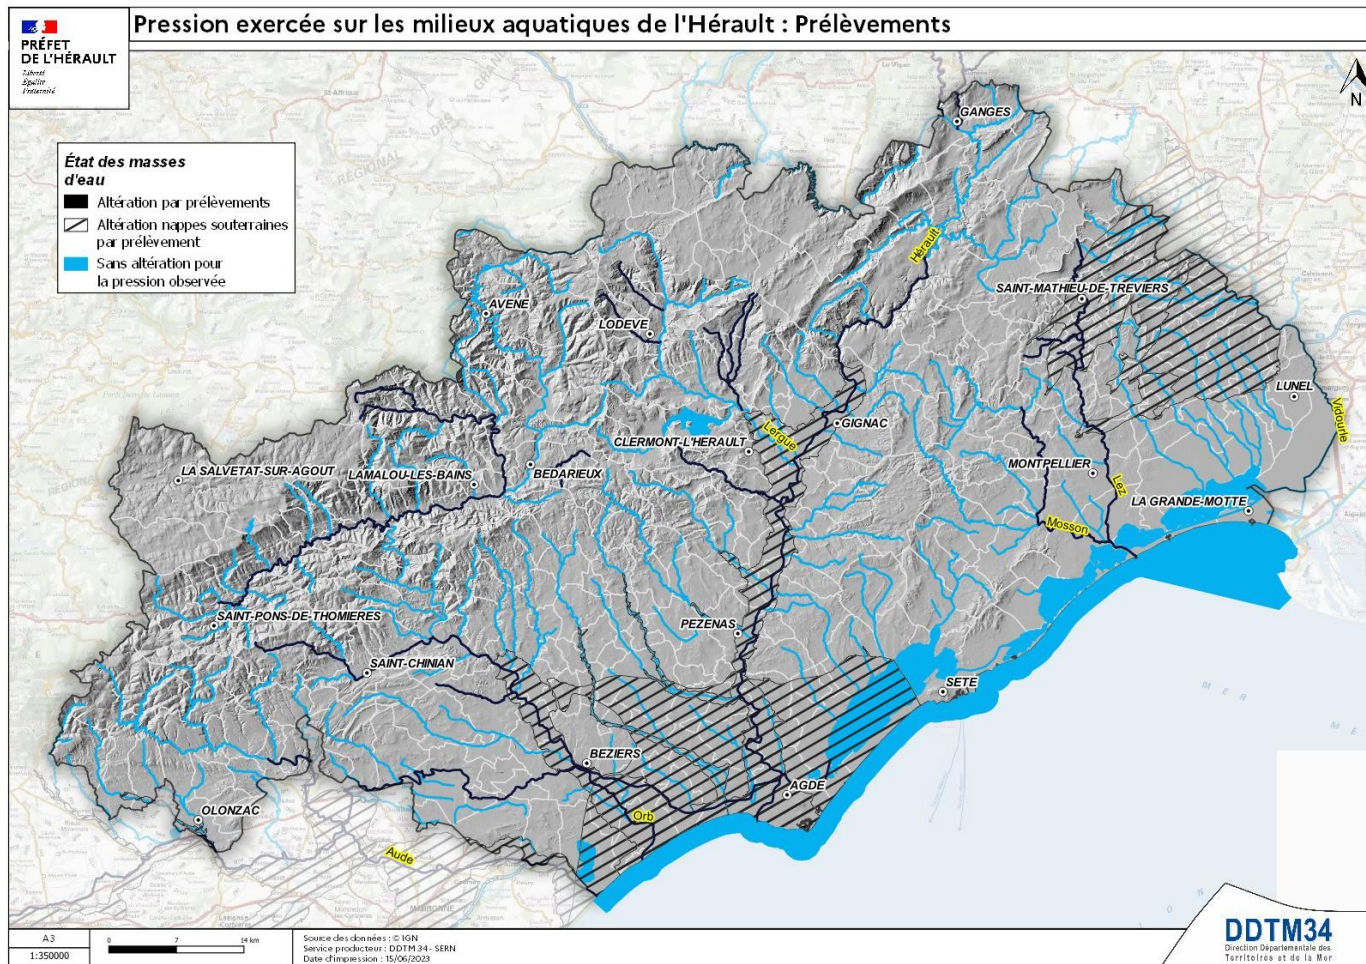 Pression exercée sur les milieux aquatiques de l'Hérault : Prélèvements
PRÉFET
DE L'HÉRAULT
Liberté
Égalité
Fraternité
N
État des masses
d'eau
Altération par prélèvements
Altération nappes souterraines
par prélèvement
Sans altération pour
la pression observée
GANGES
Hérault
SAINT-MATHIEU-DE-TREVIERS
AVENE
LODEVE
LUNEL
Vidourle
GIGNAC
Lergue
CLERMONT-L'HERAULT
LA SALVETAT-SUR-AGOUT
LAMALOU-LES-BAINS
BEDARIEUX
MONTPELLIER
Lez
LA GRANDE-MOTTE
Mosson
SAINT-PONS-DE-THOMIERES
PEZENAS
SAINT-CHINIAN
SETE
MER
BEZIERS
AGDE
OLONZAC
Orb
Aude
A3
1:350000
0 7 14 km
Source des données : © IGN
Service producteur : DDTM 34 - SERN
Date d'impression : 15/06/2023
DDTM34
Direction Départementale des
Territoires et de la Mer